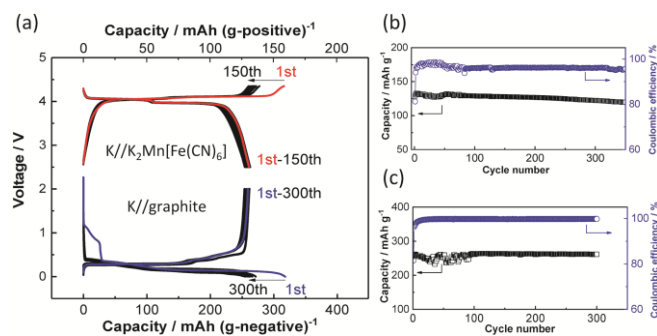 (a)
Capacity / mAh (g-positive)⁻¹
0 50 100 150 200
150th 1st
K//K₂Mn[Fe(CN)₆]
1st-150th
1st-300th
K//graphite
300th 1st
5
4
3
2
1
0
Voltage / V
0 100 200 300 400
Capacity / mAh (g-negative)⁻¹
(b)
200
175
150
125
100
75
50
Capacity / mAh g⁻¹
100
80
60
Coulombic efficiency / %
0 100 200 300
Cycle number
(c)
400
300
200
100
0
Capacity / mAh g⁻¹
100
80
60
Coulombic efficiency / %
0 100 200 300
Cycle number